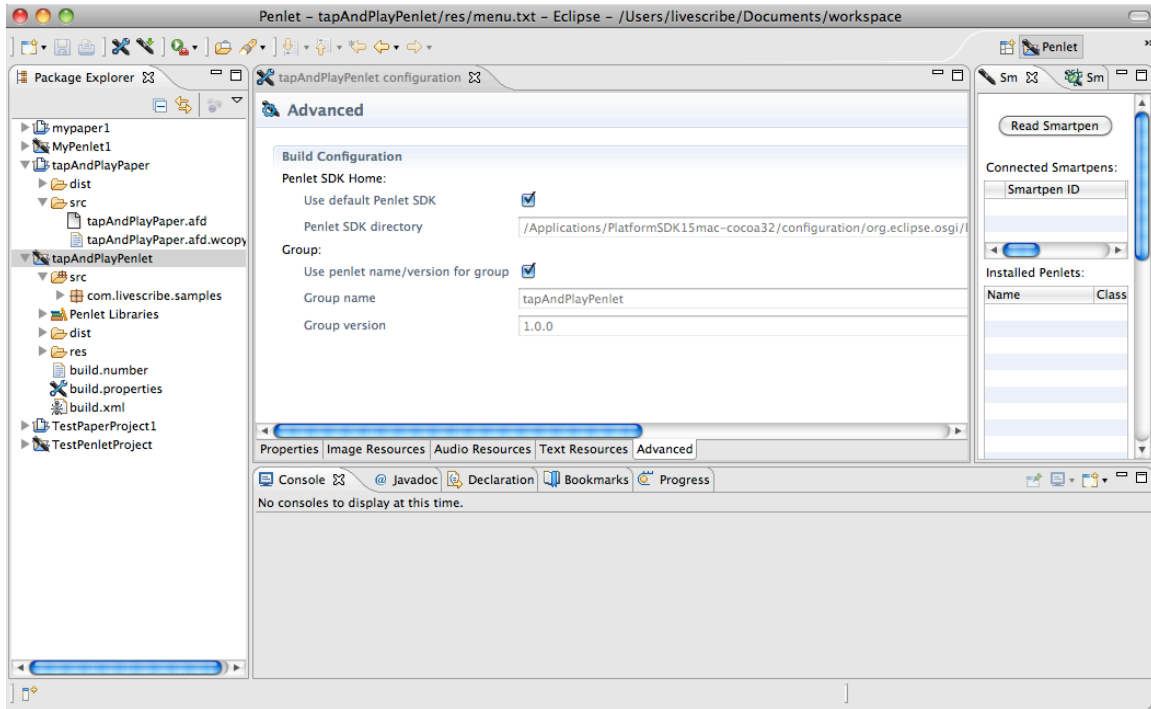 Penlet – tapAndPlayPenlet/res/menu.txt – Eclipse – /Users/livescribe/Documents/workspace
Penlet
Package Explorer
mypaper1
MyPenlet1
tapAndPlayPaper
dist
src
tapAndPlayPaper.afd
tapAndPlayPaper.afd.wcopy
tapAndPlayPenlet
src
com.livescribe.samples
Penlet Libraries
dist
res
build.number
build.properties
build.xml
TestPaperProject1
TestPenletProject
tapAndPlayPenlet configuration
Advanced
Build Configuration
Penlet SDK Home:
Use default Penlet SDK
Penlet SDK directory /Applications/PlatformSDK15mac-cocoa32/configuration/org.eclipse.osgi/
Group:
Use penlet name/version for group
Group name tapAndPlayPenlet
Group version 1.0.0
Properties Image Resources Audio Resources Text Resources Advanced
Sm Sm
Read Smartpen
Connected Smartpens:
Smartpen ID
Installed Penlets:
Name Class
Console @ Javadoc Declaration Bookmarks Progress
No consoles to display at this time.